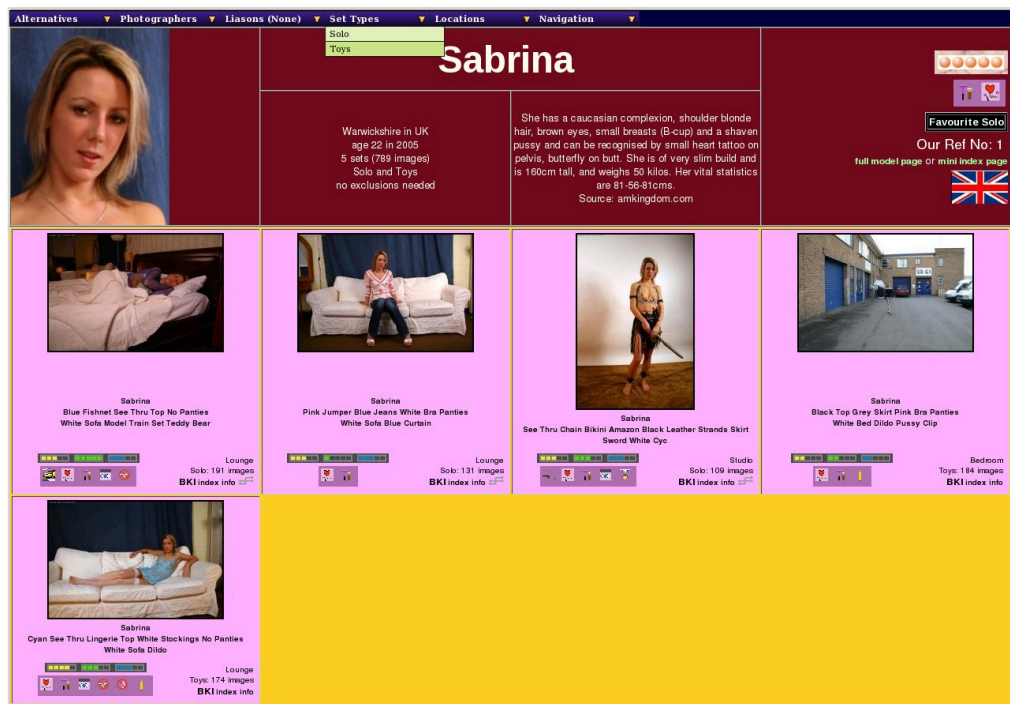 Alternatives ▼ Photographers ▼ Liasons (None) ▼ Set Types ▼ Locations ▼ Navigation ▼
Solo
Toys
Sabrina
Warwickshire in UK
age 22 in 2005
5 sets (789 images)
Solo and Toys
no exclusions needed
She has a caucasian complexion, shoulder blonde
hair, brown eyes, small breasts (B-cup) and a shaven
pussy and can be recognised by small heart tattoo on
pelvis, butterfly on butt. She is of very slim build and
is 160cm tall, and weighs 50 kilos. Her vital statistics
are 81-56-81cms.
Source: amkingdom.com
Favourite Solo
Our Ref No: 1
full model page or mini index page
Sabrina
Blue Fishnet See Thru Top No Panties
White Sofa Model Train Set Teddy Bear
Lounge
Solo: 191 images
BKI index info
Sabrina
Pink Jumper Blue Jeans White Bra Panties
White Sofa Blue Curtain
Lounge
Solo: 131 images
BKI index info
Sabrina
See Thru Chain Bikini Amazon Black Leather Strands Skirt
Sword White Cyc
Studio
Solo: 109 images
BKI index info
Sabrina
Black Top Grey Skirt Pink Bra Panties
White Bed Dildo Pussy Clip
Bedroom
Toys: 184 images
BKI index info
Sabrina
Cyan See Thru Lingerie Top White Stockings No Panties
White Sofa Dildo
Lounge
Toys: 174 images
BKI index info